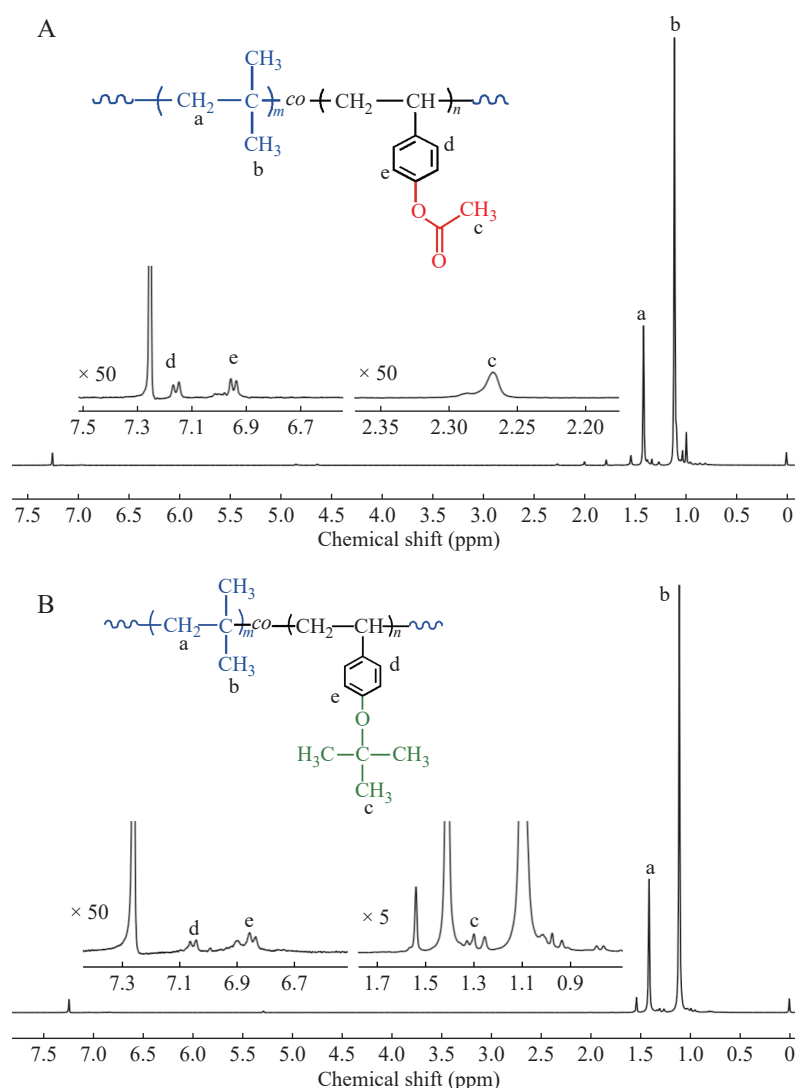 A
b
CH3
( CH2 C )m co ( CH2 CH )n
a
CH3
b
d
e
O CH3
c
O
a
× 50
d
e
7.5 7.3 7.1 6.9 6.7
× 50
c
2.35 2.30 2.25 2.20
7.5 7.0 6.5 6.0 5.5 5.0 4.5 4.0 3.5 3.0 2.5 2.0 1.5 1.0 0.5 0
Chemical shift (ppm)
B
b
CH3
( CH2 C )m co ( CH2 CH )n
a
CH3
b
d
e
O
H3C C CH3
CH3
c
a
× 50
d
e
7.3 7.1 6.9 6.7
× 5
c
1.7 1.5 1.3 1.1 0.9
7.5 7.0 6.5 6.0 5.5 5.0 4.5 4.0 3.5 3.0 2.5 2.0 1.5 1.0 0.5 0
Chemical shift (ppm)